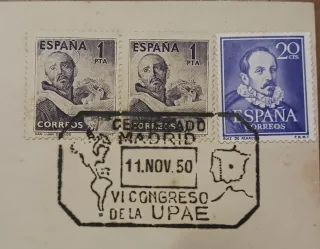 ESPAÑA 1
PTA
CORREOS
ESPAÑA 1
PTA
CORREOS
20
CTS.
ESPAÑA
CORREOS
MADRID
11.NOV.50
VI CONGRESO
DE LA UPAE